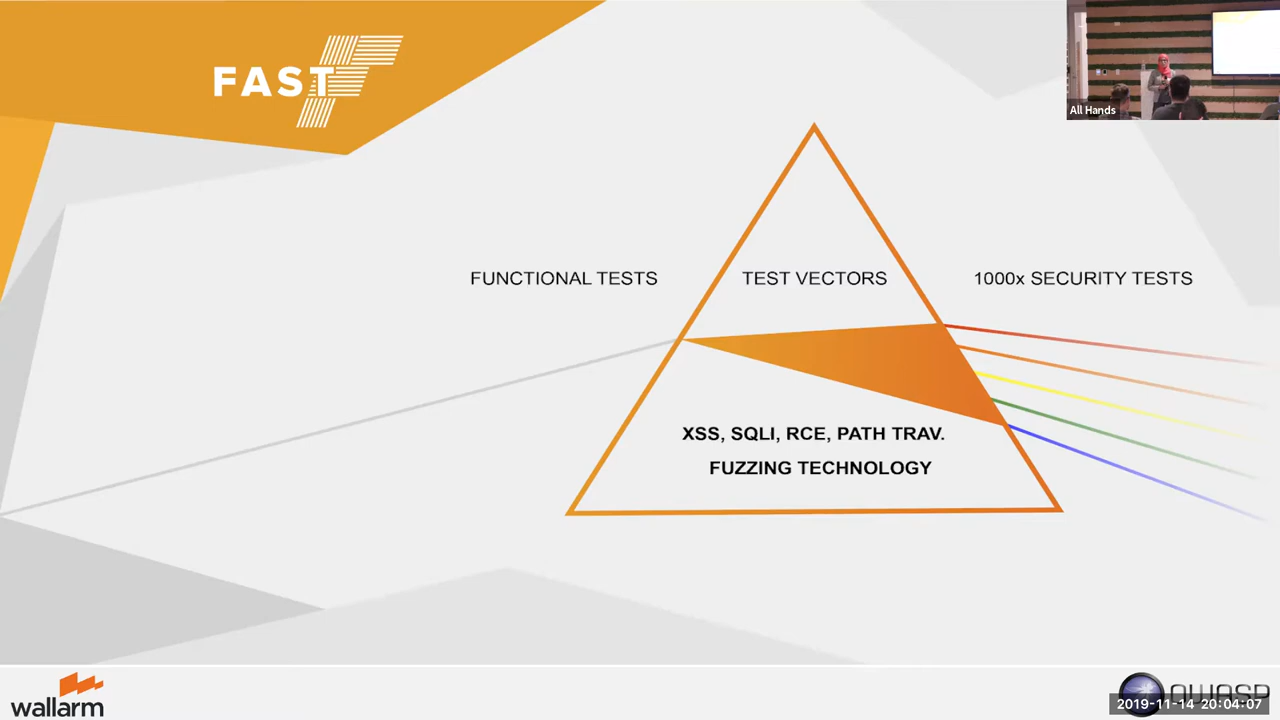 FAST
All Hands
FUNCTIONAL TESTS
TEST VECTORS
1000x SECURITY TESTS
XSS, SQLI, RCE, PATH TRAV.
FUZZING TECHNOLOGY
wallarm
OWASP
2019-11-14 20:04:07